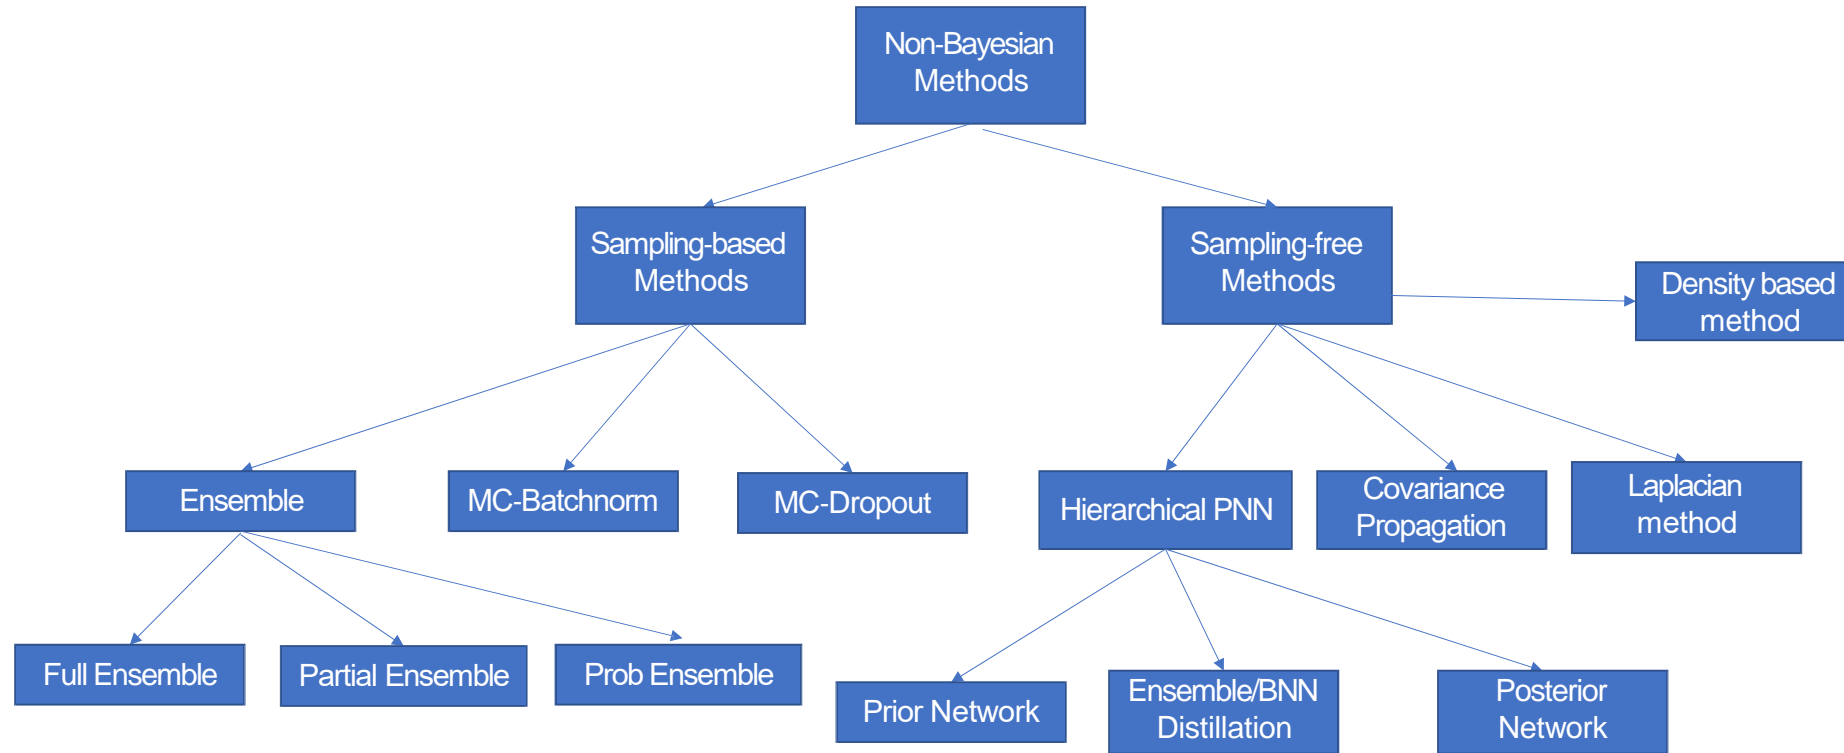 Non-Bayesian
Methods
Sampling-based
Methods
Sampling-free
Methods
Density based
method
Ensemble
MC-Batchnorm
MC-Dropout
Hierarchical PNN
Covariance
Propagation
Laplacian
method
Full Ensemble
Partial Ensemble
Prob Ensemble
Prior Network
Ensemble/BNN
Distillation
Posterior
Network